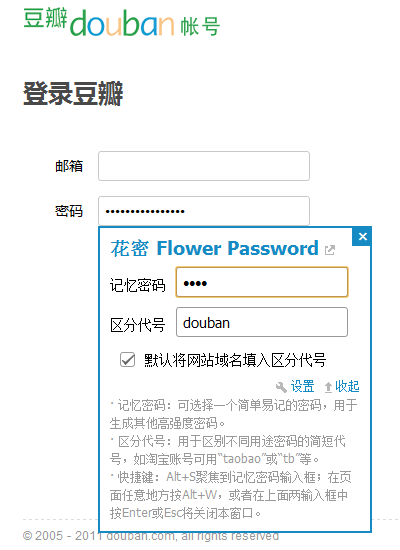 豆瓣douban 帐号
登录豆瓣
邮箱
密码 ••••••••••••••••
花密 Flower Password
记忆密码 ••••
区分代号 douban
默认将网站域名填入区分代号
设置 收起
· 记忆密码：可选择一个简单易记的密码，用于
生成其他高强度密码。
· 区分代号：用于区别不同用途密码的简短代
号，如淘宝账号可用“taobao”或“tb”等。
· 快捷键：Alt+S聚焦到记忆密码输入框；在页
面任意地方按Alt+W，或者在上面两输入框中
按Enter或Esc将关闭本窗口。
© 2005－2011 douban.com, all rights reserved